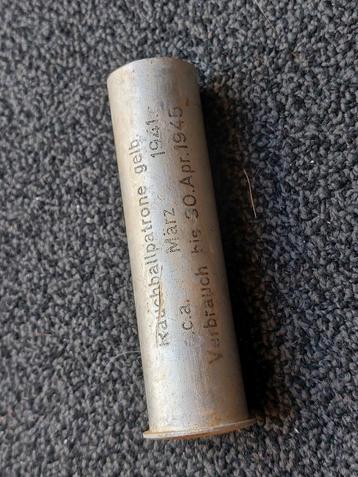 Rauchballpatrone gelb.
März 1941.
c.a.
Verbrauch bis 30.Apr.1945